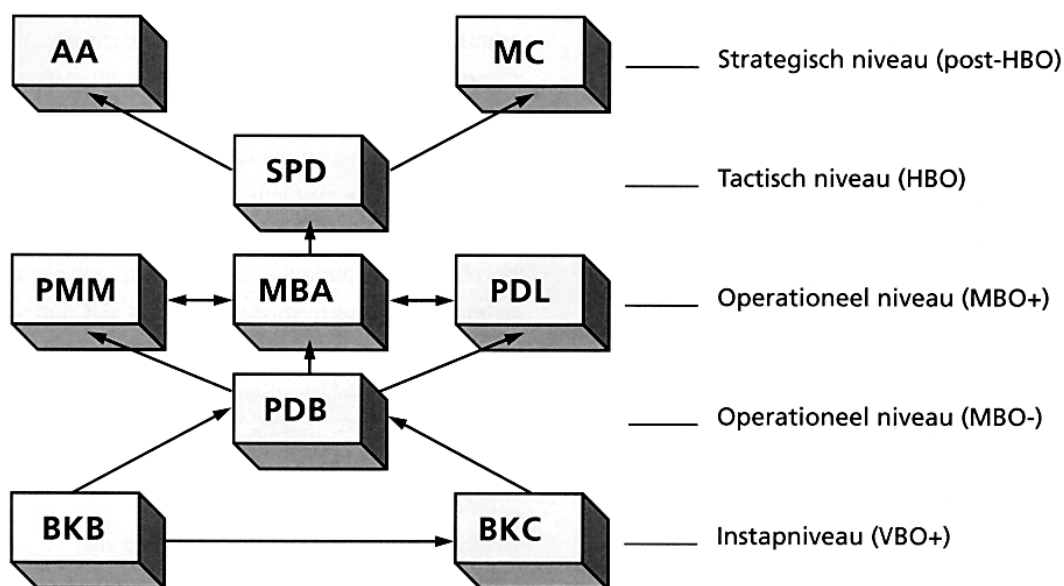 AA
MC
Strategisch niveau (post-HBO)
SPD
Tactisch niveau (HBO)
PMM
MBA
PDL
Operationeel niveau (MBO+)
PDB
Operationeel niveau (MBO-)
BKB
BKC
Instapniveau (VBO+)